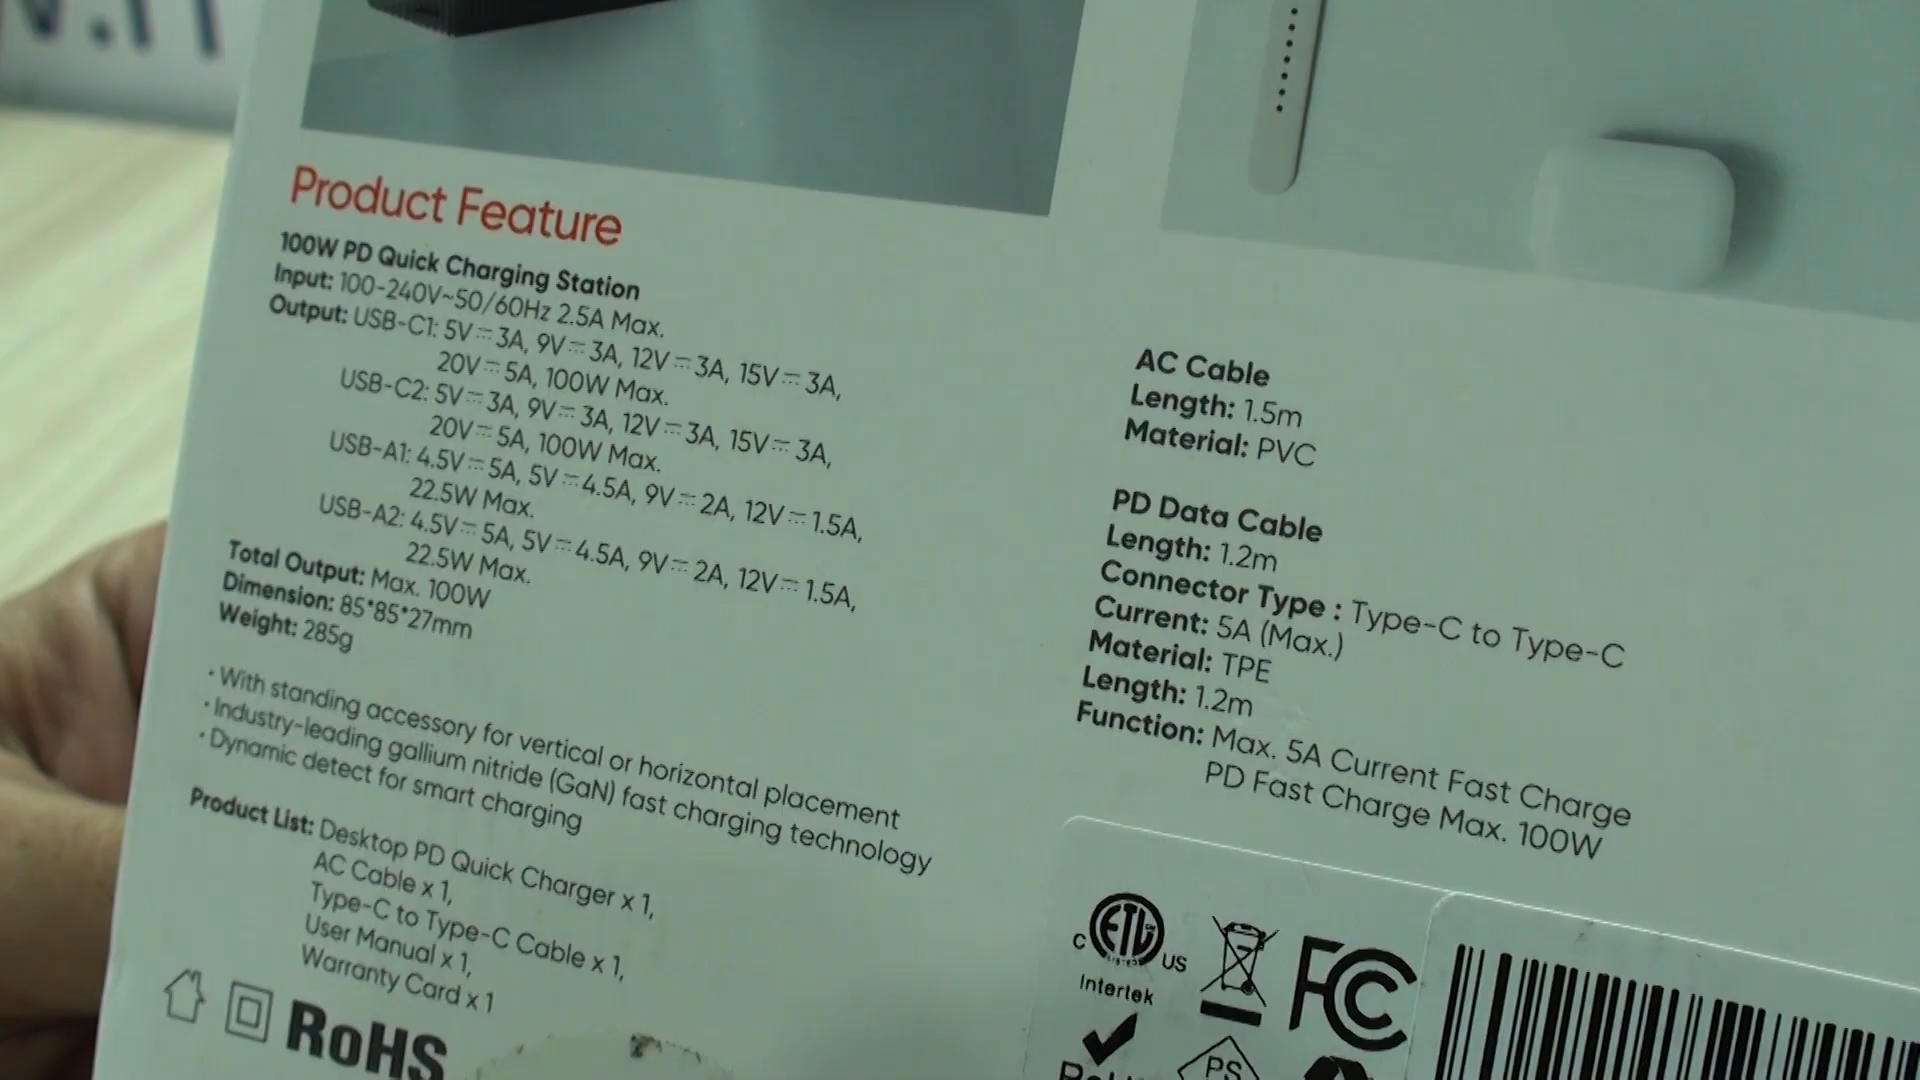 Product Feature
100W PD Quick Charging Station
Input: 100-240V~50/60Hz 2.5A Max.
Output: USB-C1: 5V⎓3A, 9V⎓3A, 12V⎓3A, 15V⎓3A,
20V⎓5A, 100W Max.
USB-C2: 5V⎓3A, 9V⎓3A, 12V⎓3A, 15V⎓3A,
20V⎓5A, 100W Max.
USB-A1: 4.5V⎓5A, 5V⎓4.5A, 9V⎓2A, 12V⎓1.5A,
22.5W Max.
USB-A2: 4.5V⎓5A, 5V⎓4.5A, 9V⎓2A, 12V⎓1.5A,
22.5W Max.
Total Output: Max. 100W
Dimension: 85*85*27mm
Weight: 285g
· With standing accessory for vertical or horizontal placement
· Industry-leading gallium nitride (GaN) fast charging technology
· Dynamic detect for smart charging
Product List: Desktop PD Quick Charger x 1,
AC Cable x 1,
Type-C to Type-C Cable x 1,
User Manual x 1,
Warranty Card x 1
RoHS
AC Cable
Length: 1.5m
Material: PVC
PD Data Cable
Length: 1.2m
Connector Type : Type-C to Type-C
Current: 5A (Max.)
Material: TPE
Length: 1.2m
Function: Max. 5A Current Fast Charge
PD Fast Charge Max. 100W
C ETL US
Intertek
FC
PS